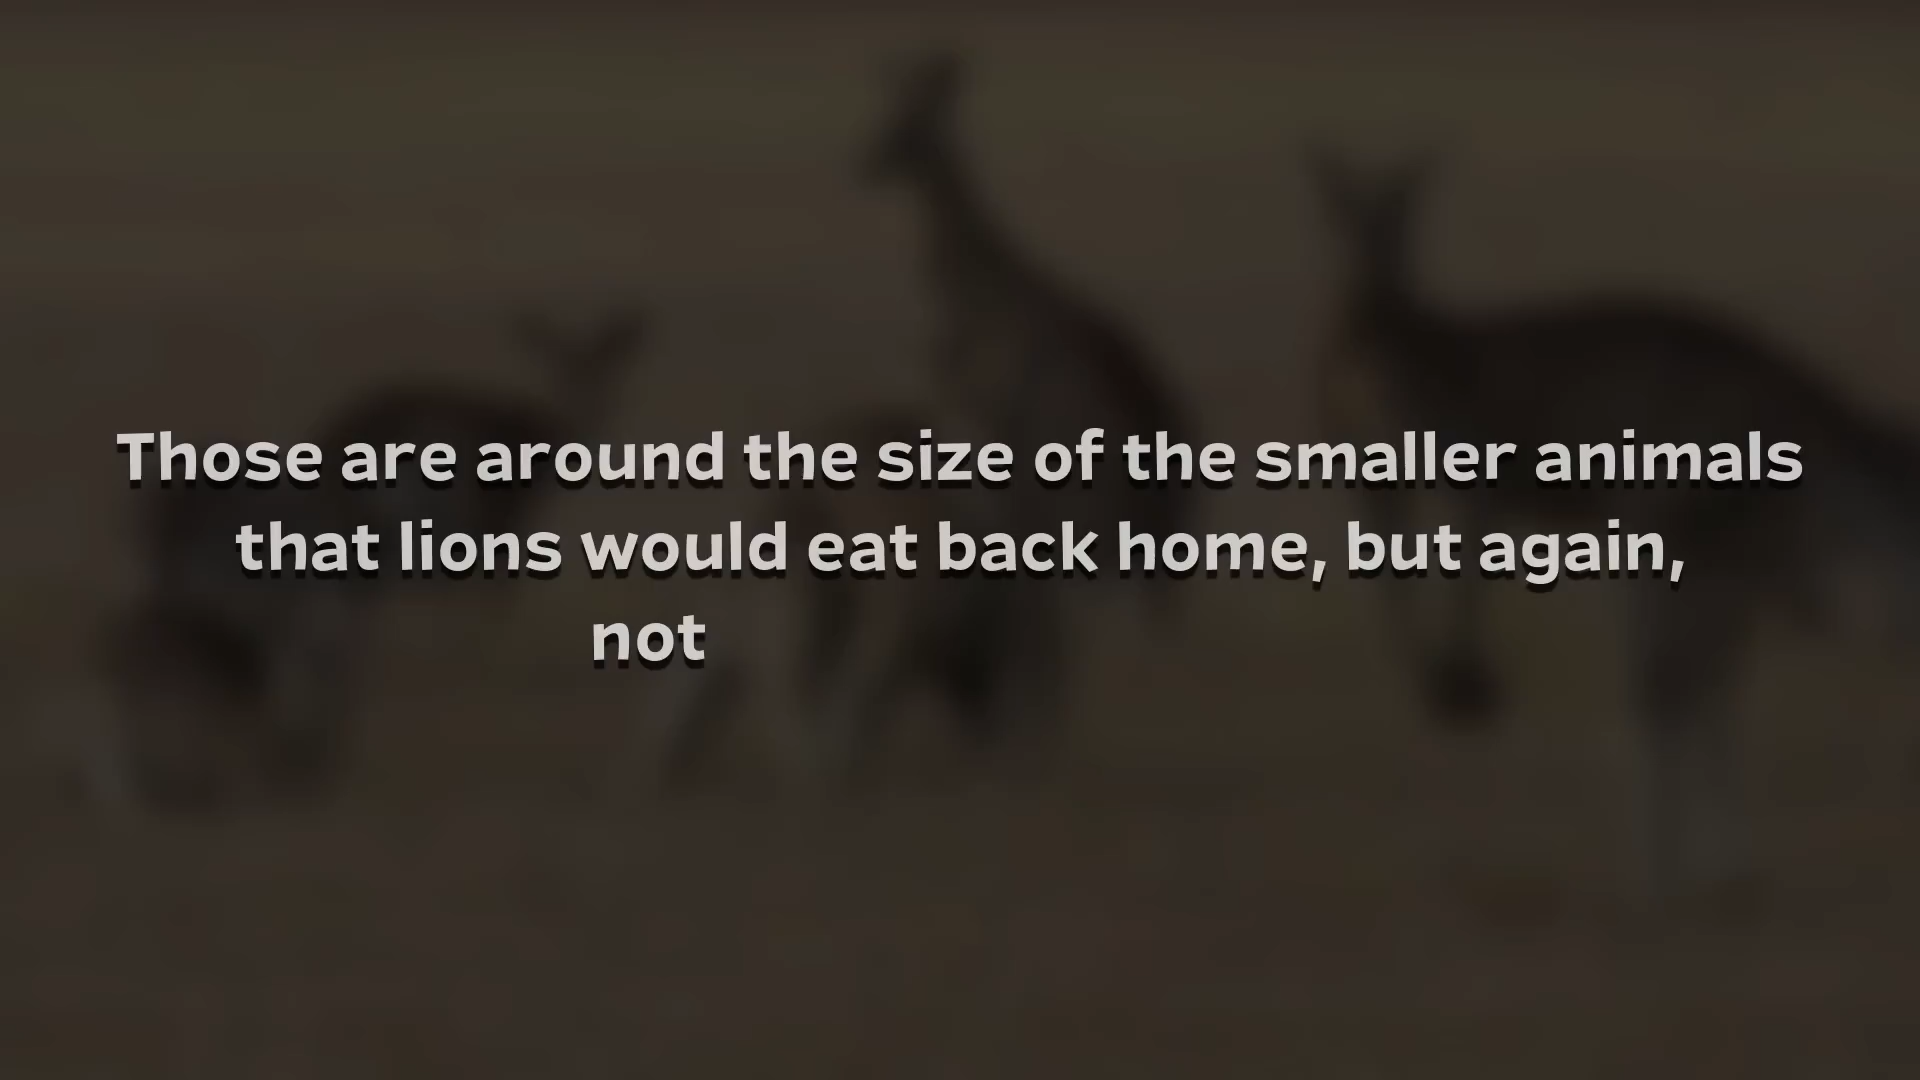 Those are around the size of the smaller animals
that lions would eat back home, but again,
not